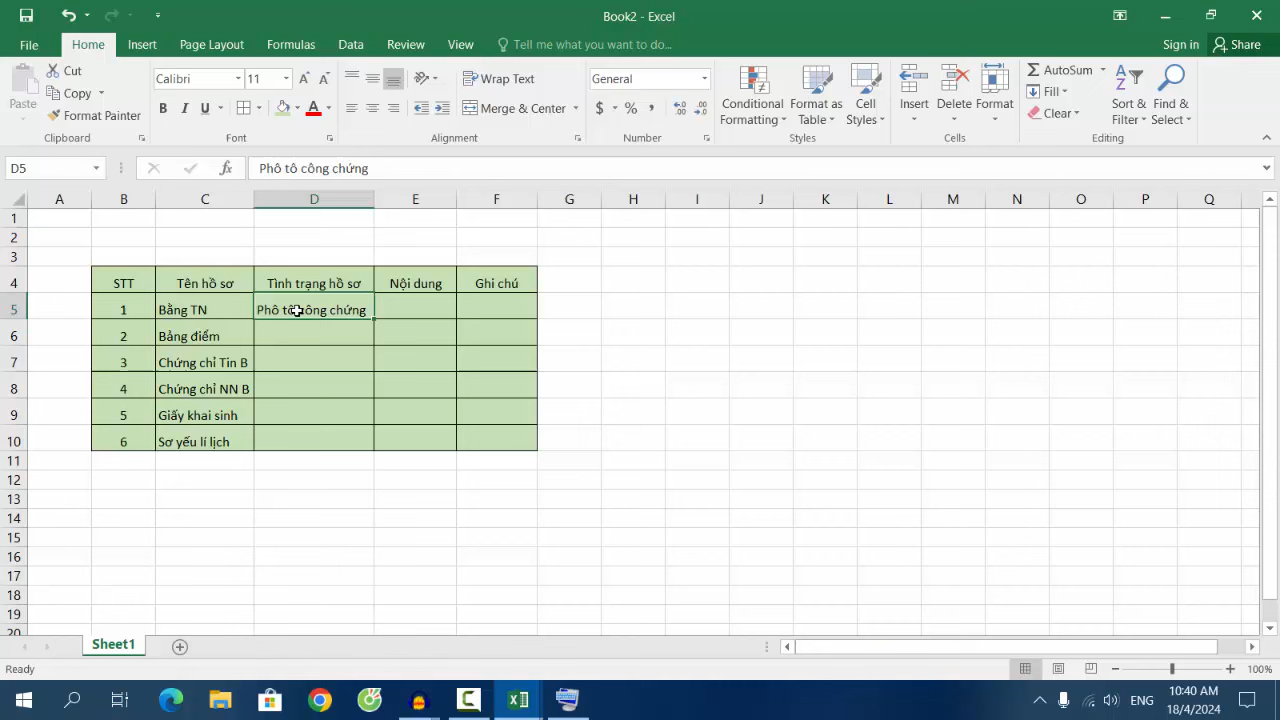 Book2 - Excel
File Home Insert Page Layout Formulas Data Review View Tell me what you want to do... Sign in Share
Paste Cut Copy Format Painter
Clipboard
Calibri 11
B I U
Font
Wrap Text
Merge & Center
Alignment
General
$ % ,
Number
Conditional Formatting Format as Table Cell Styles
Styles
Insert Delete Format
Cells
AutoSum Fill Clear
Sort & Filter Find & Select
Editing
D5 fx Phô tô công chứng
A B C D E F G H I J K L M N O P Q
1
2
3
4 STT Tên hồ sơ Tình trạng hồ sơ Nội dung Ghi chú
5 1 Bằng TN Phô tô công chứng
6 2 Bảng điểm
7 3 Chứng chỉ Tin B
8 4 Chứng chỉ NN B
9 5 Giấy khai sinh
10 6 Sơ yếu lí lịch
11
12
13
14
15
16
17
18
19
20
Sheet1
Ready 100%
ENG 10:40 AM
18/4/2024